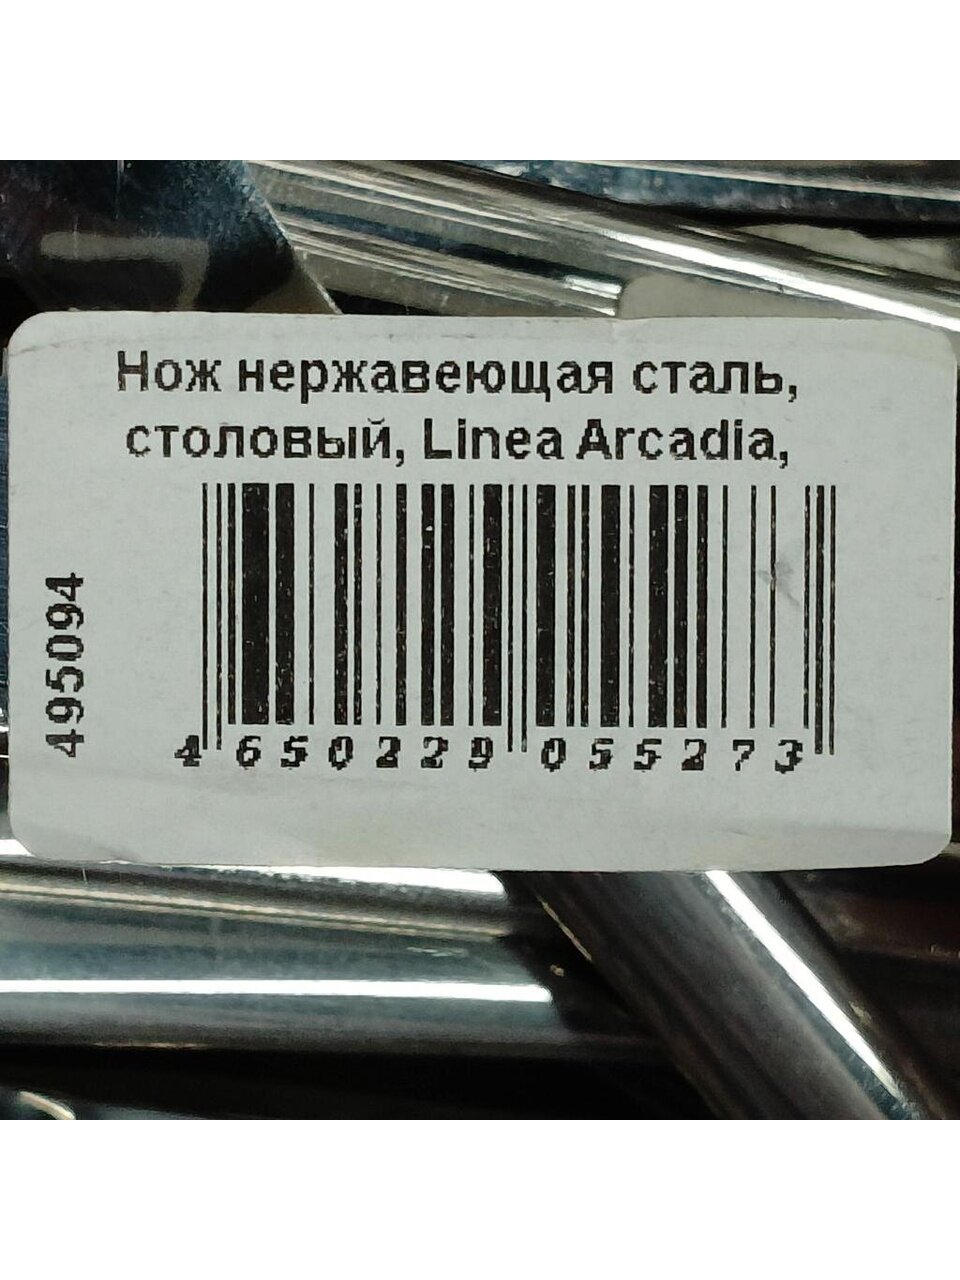 Нож нержавеющая сталь,
столовый, Linea Arcadia,
495094
4 650229 055273